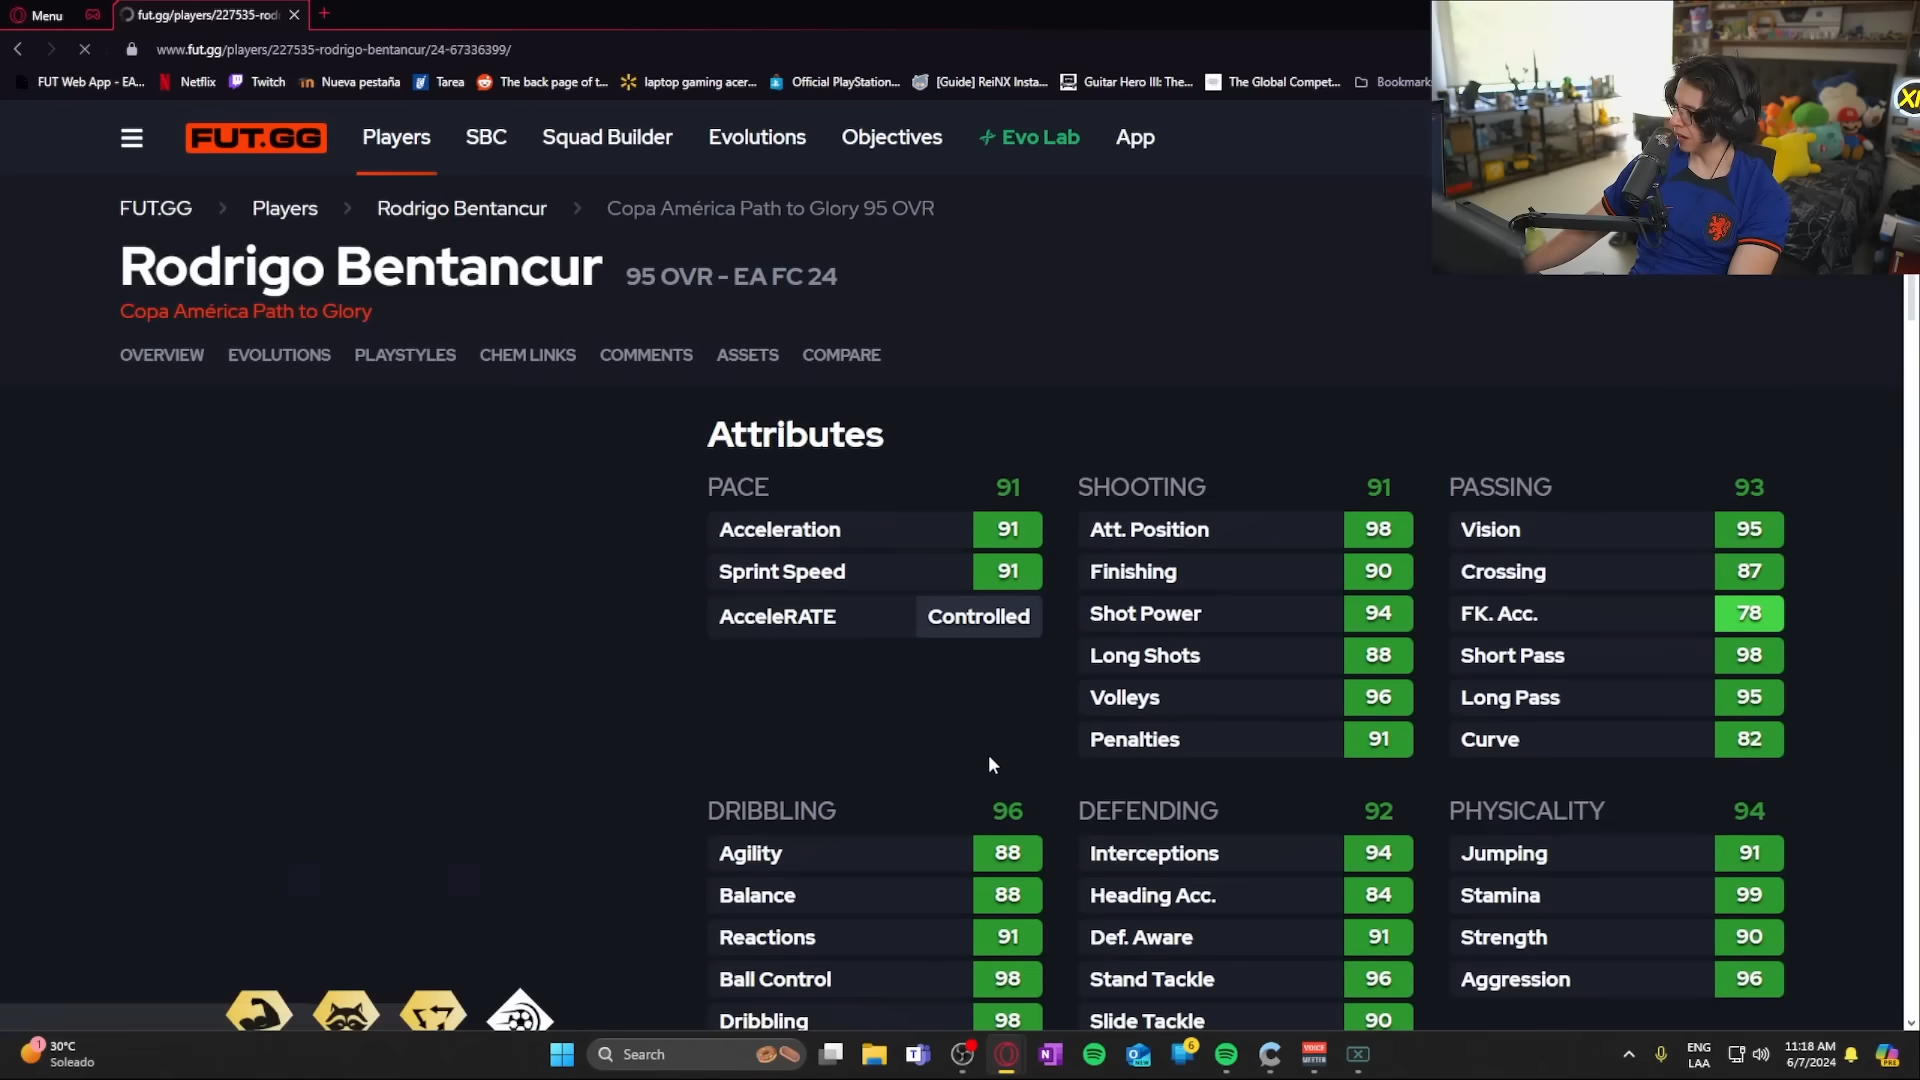 Menu
fut.gg/players/227535-rodri
www.fut.gg/players/227535-rodrigo-bentancur/24-67336399/
FUT Web App - EA...
Netflix
Twitch
Nueva pestaña
Tarea
The back page of t...
laptop gaming acer...
Official PlayStation...
[Guide] ReiNX Insta...
Guitar Hero III: The...
The Global Compet...
Bookmark
FUT.GG
Players
SBC
Squad Builder
Evolutions
Objectives
Evo Lab
App
FUT.GG > Players > Rodrigo Bentancur > Copa América Path to Glory 95 OVR
Rodrigo Bentancur 95 OVR - EA FC 24
Copa América Path to Glory
OVERVIEW EVOLUTIONS PLAYSTYLES CHEM LINKS COMMENTS ASSETS COMPARE
Attributes
PACE 91
Acceleration 91
Sprint Speed 91
AcceleRATE Controlled
SHOOTING 91
Att. Position 98
Finishing 90
Shot Power 94
Long Shots 88
Volleys 96
Penalties 91
PASSING 93
Vision 95
Crossing 87
FK. Acc. 78
Short Pass 98
Long Pass 95
Curve 82
DRIBBLING 96
Agility 88
Balance 88
Reactions 91
Ball Control 98
Dribbling 98
DEFENDING 92
Interceptions 94
Heading Acc. 84
Def. Aware 91
Stand Tackle 96
Slide Tackle 90
PHYSICALITY 94
Jumping 91
Stamina 99
Strength 90
Aggression 96
1
30°C
Soleado
Search
6
VOICE
MEETER
ENG
LAA
11:18 AM
6/7/2024
PRE